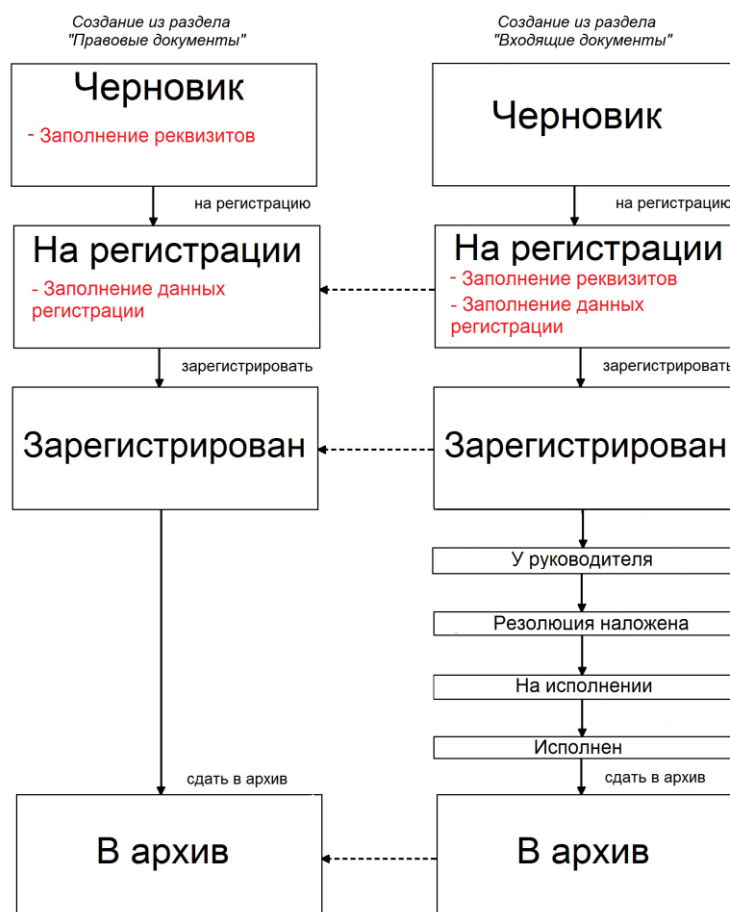 Создание из раздела
"Правовые документы"
Черновик
- Заполнение реквизитов
на регистрацию
На регистрации
- Заполнение данных
регистрации
зарегистрировать
Зарегистрирован
сдать в архив
В архив
Создание из раздела
"Входящие документы"
Черновик
на регистрацию
На регистрации
- Заполнение реквизитов
- Заполнение данных
регистрации
зарегистрировать
Зарегистрирован
У руководителя
Резолюция наложена
На исполнении
Исполнен
сдать в архив
В архив